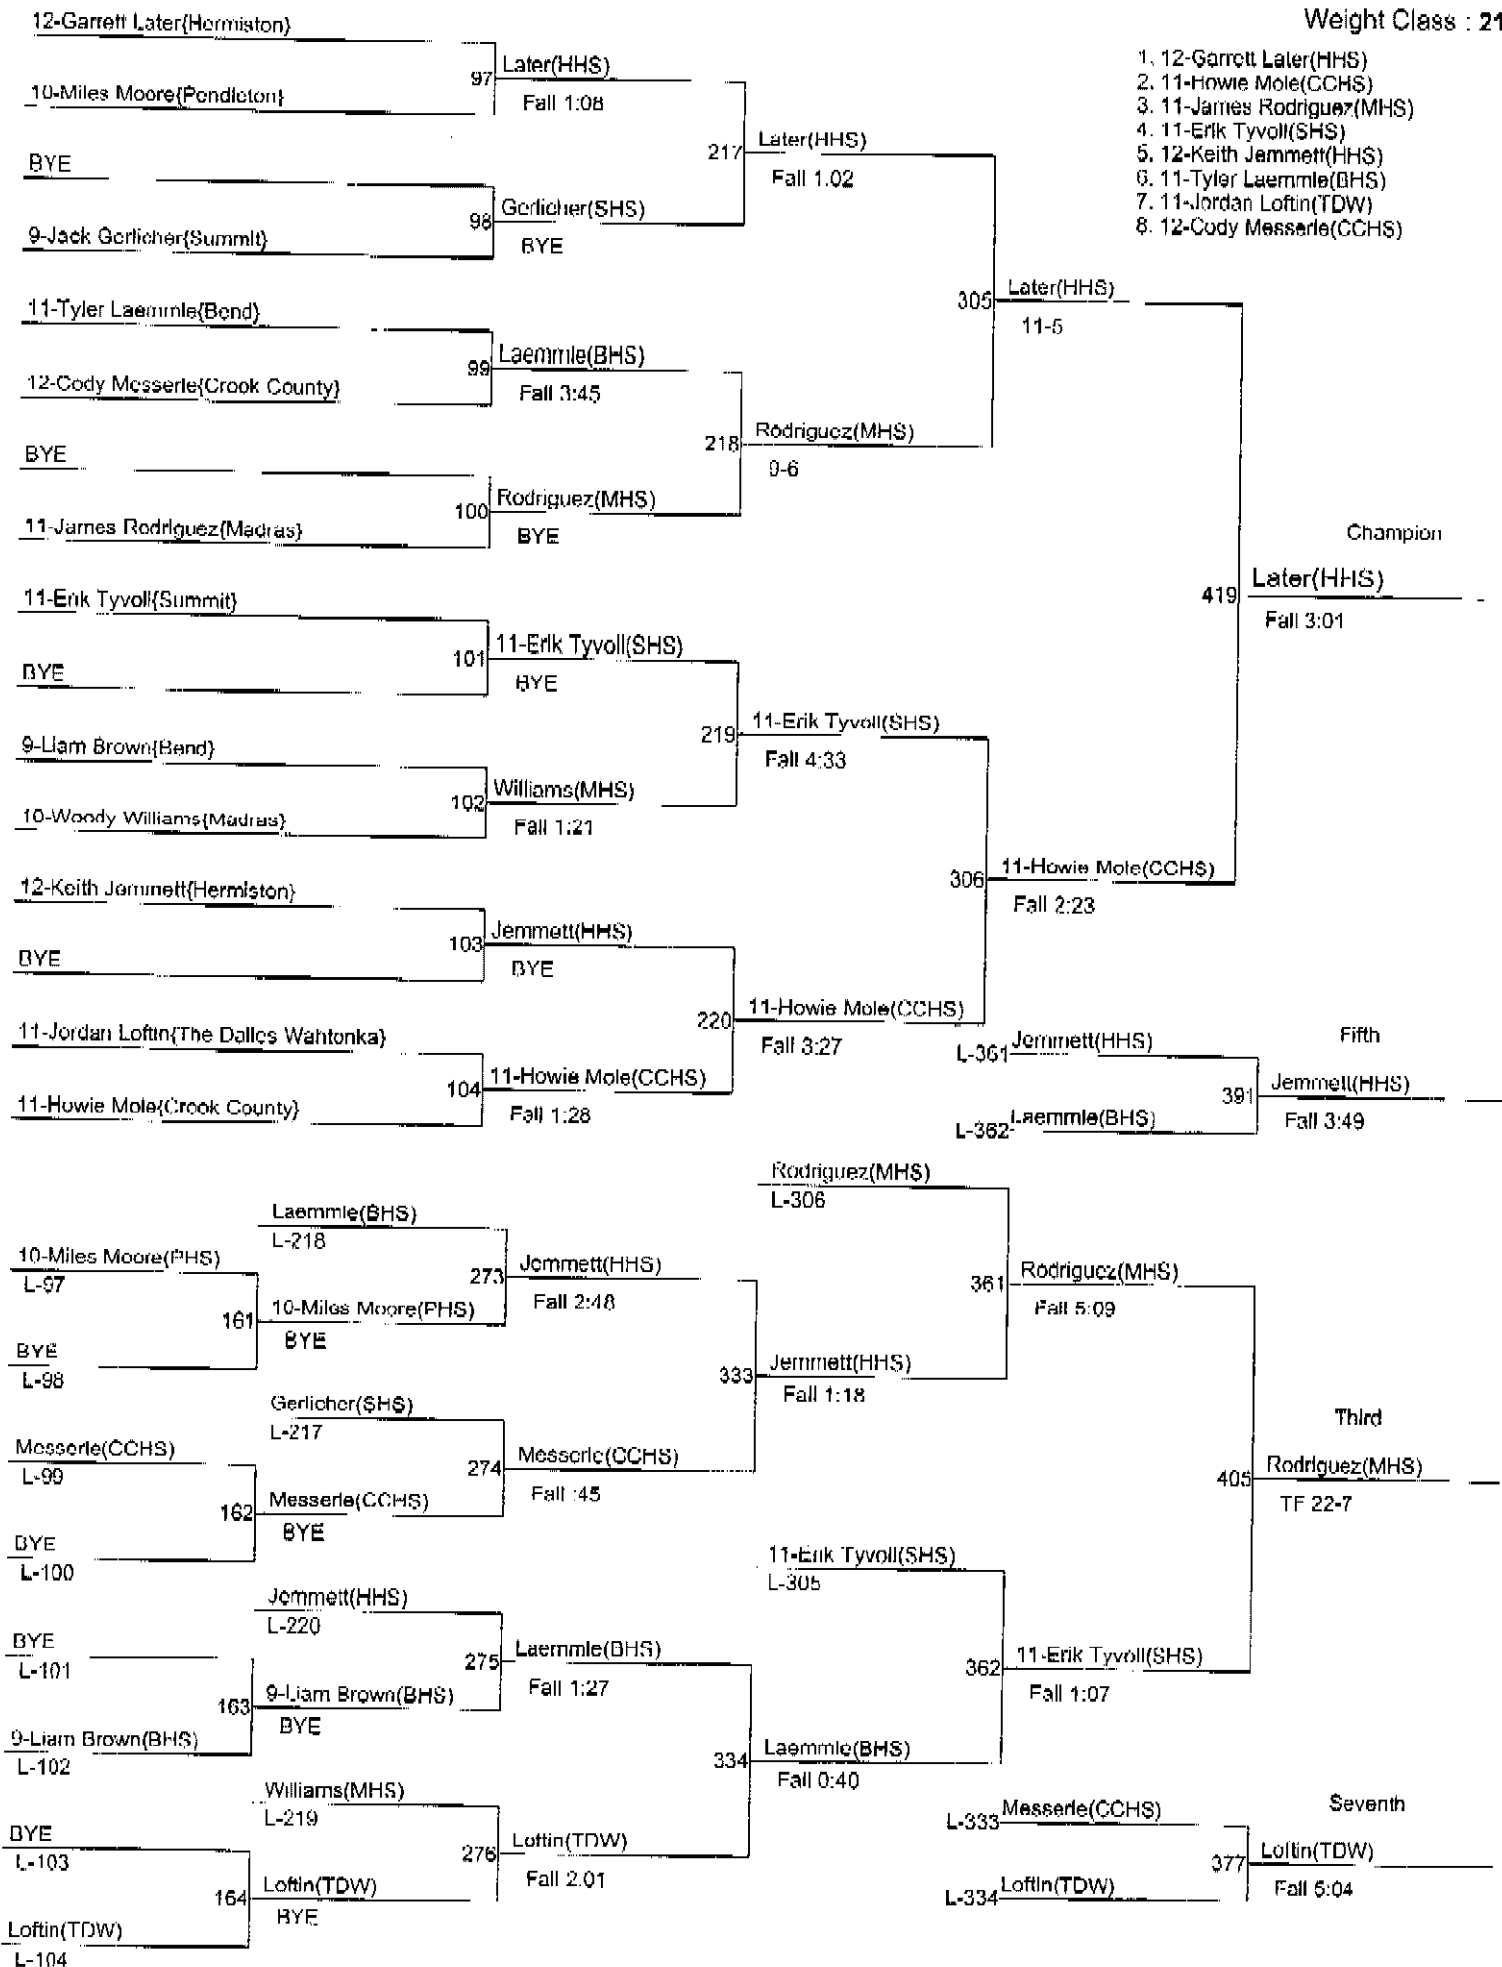 Weight Class : 21
1. 12-Garrett Later(HHS)
2. 11-Howie Mole(CCHS)
3. 11-James Rodriguez(MHS)
4. 11-Erik Tyvoll(SHS)
5. 12-Keith Jemmett(HHS)
6. 11-Tyler Laemmle(BHS)
7. 11-Jordan Loftin(TDW)
8. 12-Cody Messerle(CCHS)
12-Garrett Later{Hermiston}
97 Later(HHS)
10-Miles Moore{Pendleton}
Fall 1:08
217 Later(HHS)
Fall 1.02
BYE
98 Gerlicher(SHS)
9-Jack Gerlicher{Summit}
BYE
305 Later(HHS)
11-5
11-Tyler Laemmle{Bend}
99 Laemmle(BHS)
12-Cody Messerle{Crook County}
Fall 3:45
218 Rodriguez(MHS)
0-6
BYE
100 Rodriguez(MHS)
11-James Rodriguez{Madras}
BYE
Champion
419 Later(HHS)
Fall 3:01
11-Erik Tyvoll{Summit}
101 11-Erik Tyvoll(SHS)
BYE
BYE
219 11-Erik Tyvoll(SHS)
Fall 4:33
9-Liam Brown{Bend}
102 Williams(MHS)
10-Woody Williams{Madras}
Fall 1:21
306 11-Howie Mole(CCHS)
Fall 2:23
12-Keith Jemmett{Hermiston}
103 Jemmett(HHS)
BYE
BYE
220 11-Howie Mole(CCHS)
Fall 3:27
11-Jordan Loftin{The Dalles Wahtonka}
104 11-Howie Mole(CCHS)
11-Howie Mole{Crook County}
Fall 1:28
L-361 Jemmett(HHS)
Fifth
391 Jemmett(HHS)
Fall 3:49
L-362 Laemmle(BHS)
Rodriguez(MHS)
L-306
Laemmle(BHS)
L-218
10-Miles Moore(PHS)
L-97
273 Jemmett(HHS)
Fall 2:48
361 Rodriguez(MHS)
Fall 5:09
161 10-Miles Moore(PHS)
BYE
BYE
L-98
333 Jemmett(HHS)
Fall 1:18
Gerlicher(SHS)
L-217
Third
Messerle(CCHS)
L-99
274 Messerle(CCHS)
Fall :45
405 Rodriguez(MHS)
TF 22-7
162 Messerle(CCHS)
BYE
BYE
L-100
11-Erik Tyvoll(SHS)
L-305
Jemmett(HHS)
L-220
BYE
L-101
275 Laemmle(BHS)
Fall 1:27
362 11-Erik Tyvoll(SHS)
Fall 1:07
163 9-Liam Brown(BHS)
BYE
9-Liam Brown(BHS)
L-102
334 Laemmle(BHS)
Fall 0:40
Williams(MHS)
L-219
L-333 Messerle(CCHS)
Seventh
BYE
L-103
276 Loftin(TDW)
Fall 2.01
377 Loftin(TDW)
Fall 5:04
164 Loftin(TDW)
BYE
L-334 Loftin(TDW)
Loftin(TDW)
L-104